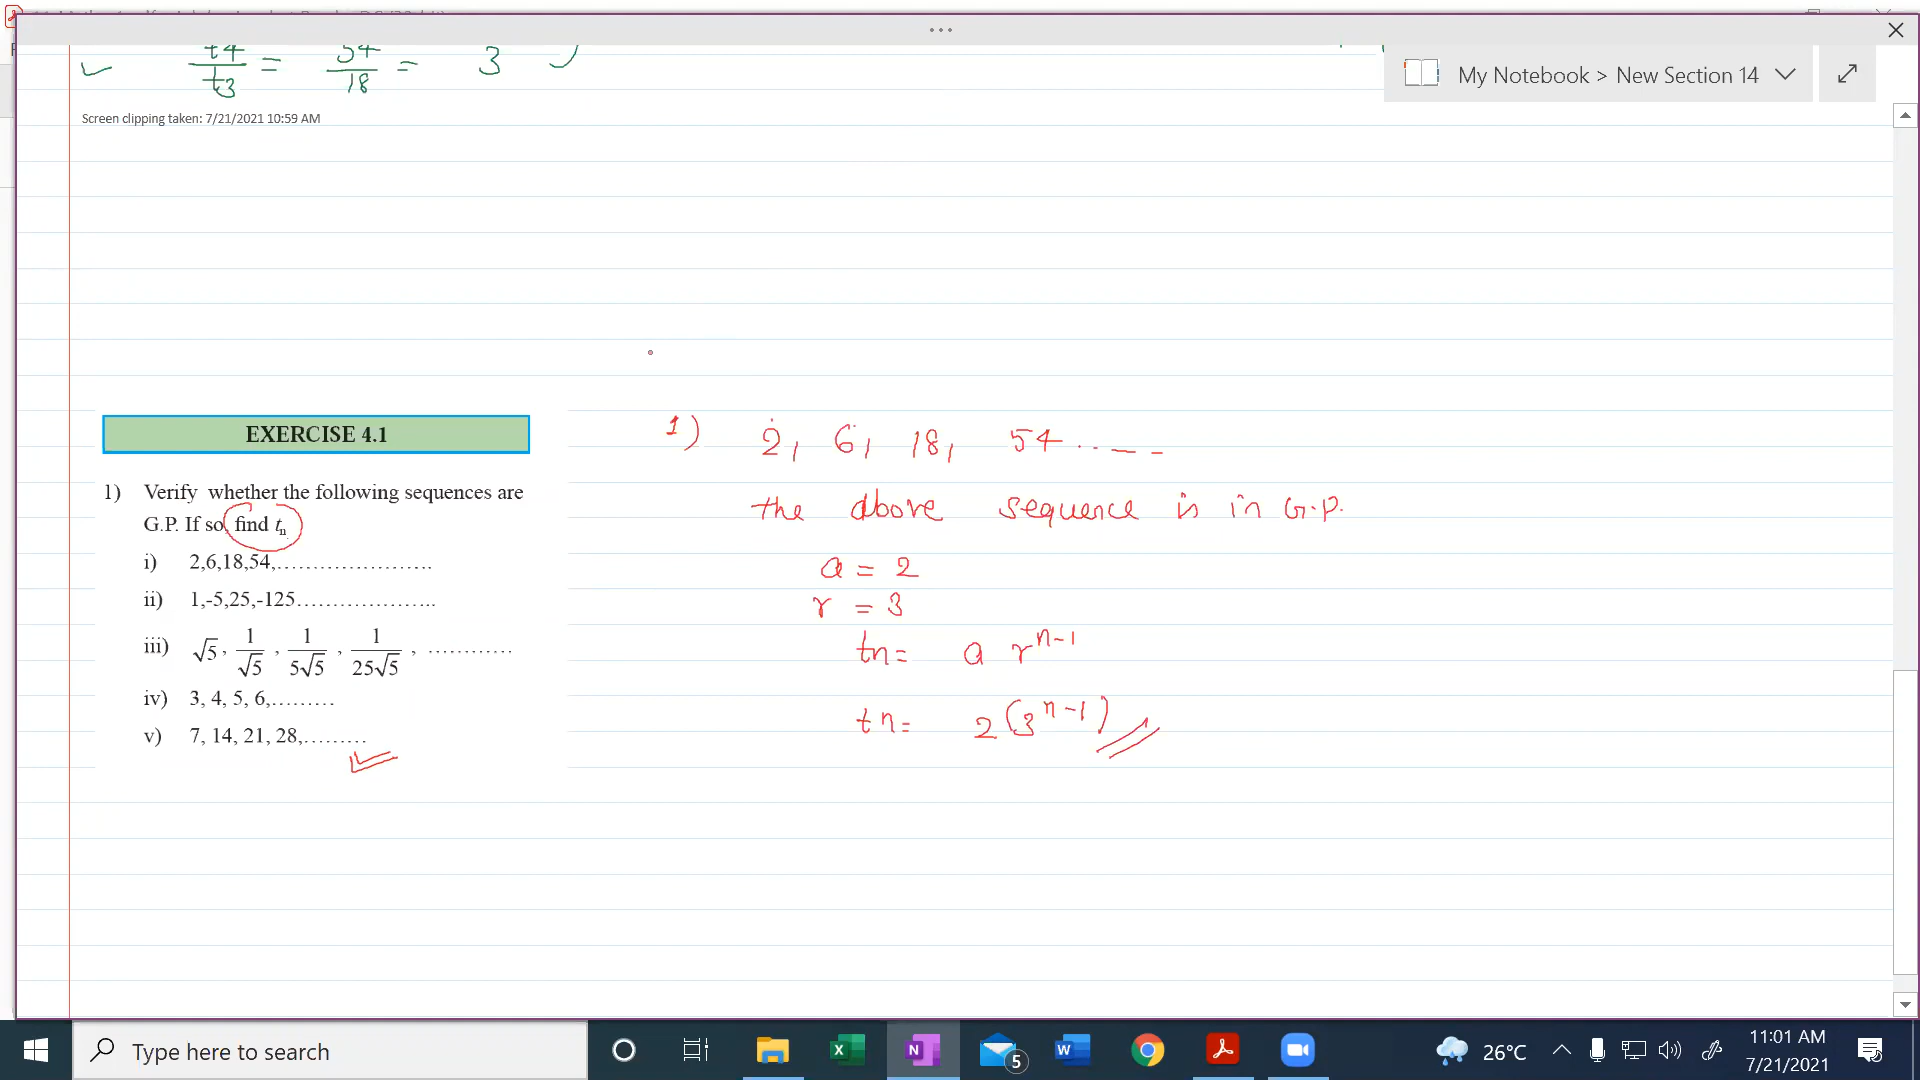 t4/t3 = 54/18 = 3
My Notebook > New Section 14
Screen clipping taken: 7/21/2021 10:59 AM
EXERCISE 4.1
1) Verify whether the following sequences are
G.P. If so, find tn
i) 2,6,18,54,.......................
ii) 1,-5,25,-125.....................
iii) √5, 1/√5, 1/5√5, 1/25√5, ............
iv) 3, 4, 5, 6,.........
v) 7, 14, 21, 28,.........
1) 2, 6, 18, 54 ..--
the above sequence is in G.P.
a = 2
r = 3
tn= a r^n-1
tn= 2(3^n-1)
Type here to search
5
26°C
11:01 AM
7/21/2021